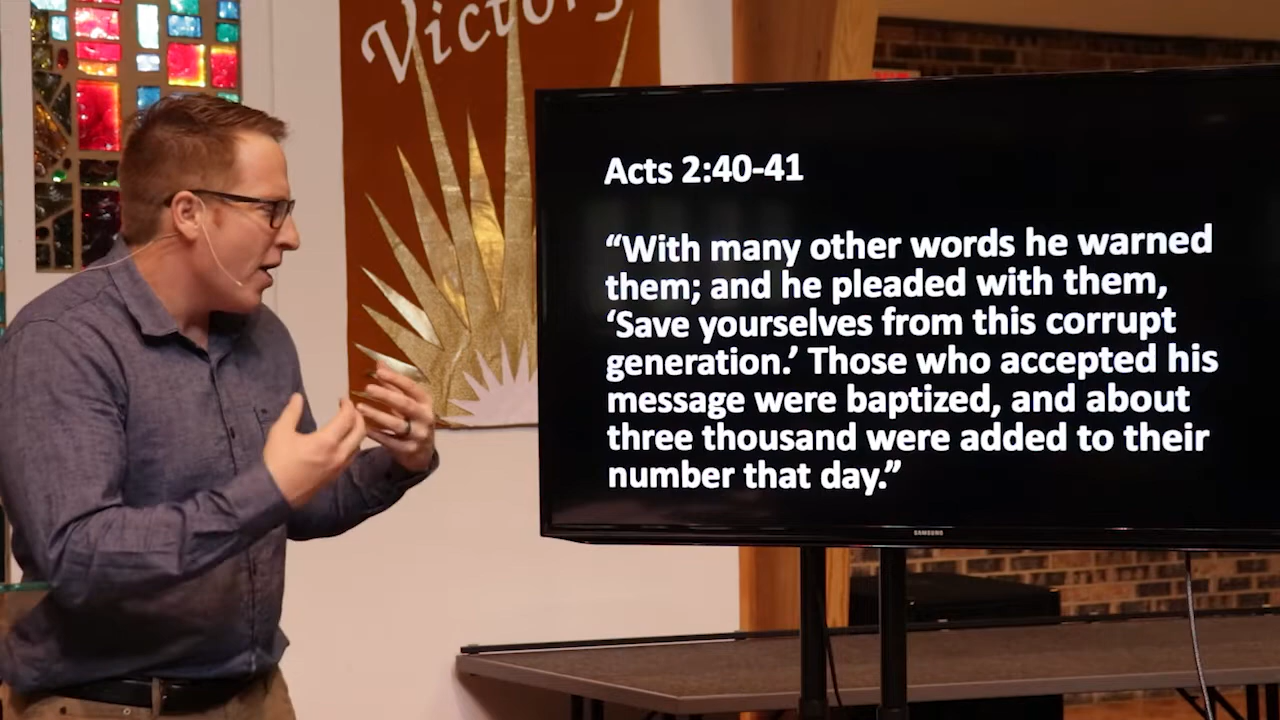 Victory
Acts 2:40-41
“With many other words he warned
them; and he pleaded with them,
‘Save yourselves from this corrupt
generation.’ Those who accepted his
message were baptized, and about
three thousand were added to their
number that day.”
SAMSUNG